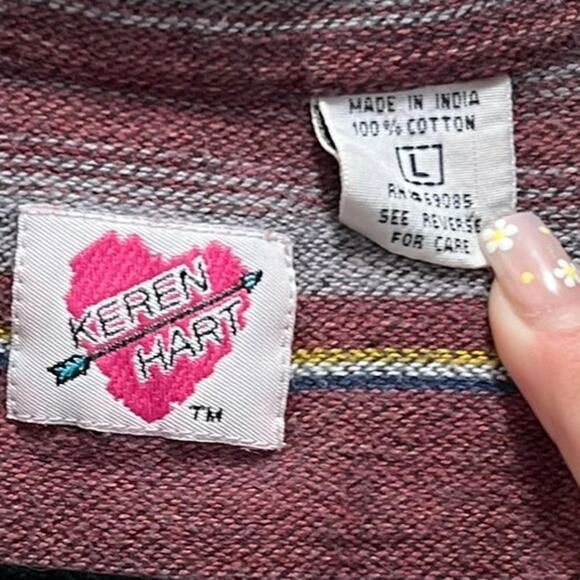 KEREN
HART
TM
MADE IN INDIA
100% COTTON
L
SEE REVERSE
FOR CARE